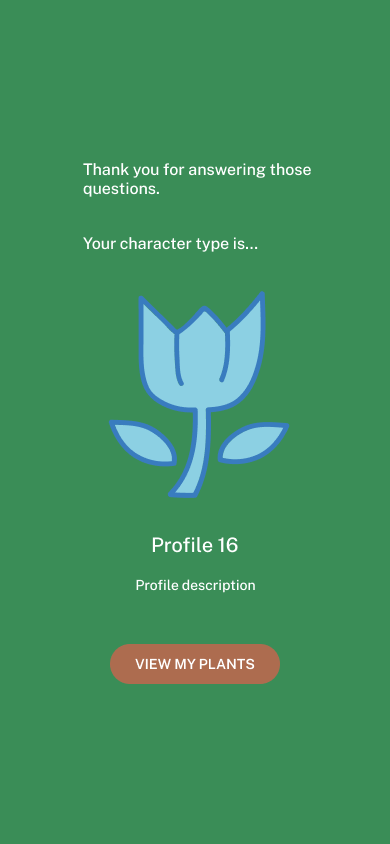 Thank you for answering those
questions.
Your character type is...
Profile 16
Profile description
VIEW MY PLANTS